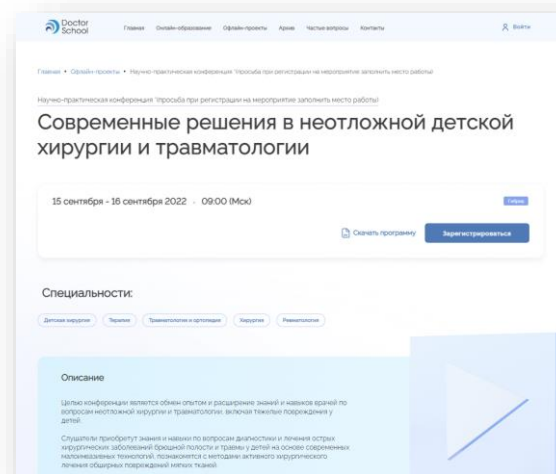 Doctor
School
Главная Онлайн-образование Офлайн-проекты Архив Частые вопросы Контакты
Войти
Главная • Офлайн-проекты • Научно-практическая конференция *(просьба при регистрации на мероприятие заполнить место работы)
Научно-практическая конференция *(просьба при регистрации на мероприятие заполнить место работы)
Современные решения в неотложной детской
хирургии и травматологии
15 сентября - 16 сентября 2022 - 09:00 (Мск)
Гибрид
Скачать программу
Зарегистрироваться
Специальности:
Детская хирургия Терапия Травматология и ортопедия Хирургия Ревматология
Описание
Целью конференции является обмен опытом и расширение знаний и навыков врачей по
вопросам неотложной хирургии и травматологии, включая тяжелые повреждения у
детей.
Слушатели приобретут знания и навыки по вопросам диагностики и лечения острых
хирургических заболеваний брюшной полости и травмы у детей на основе современных
малоинвазивных технологий, познакомятся с методами активного хирургического
лечения обширных повреждений мягких тканей.